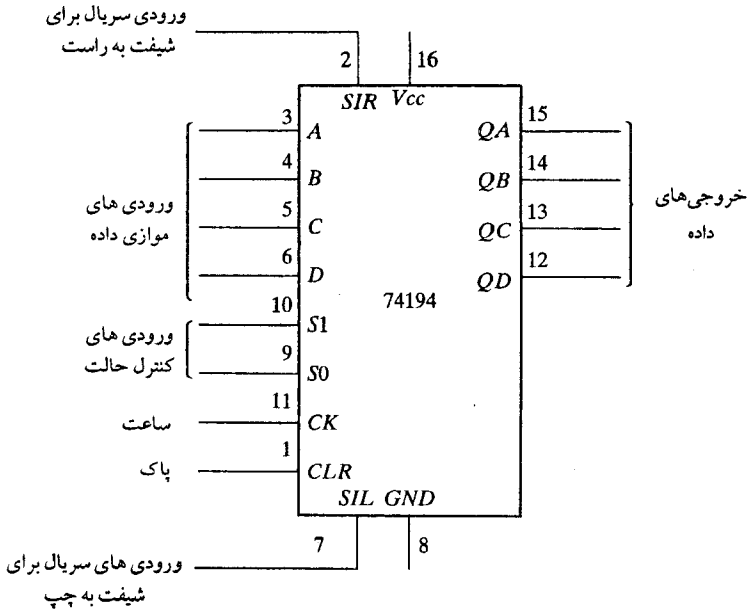 ورودی سریال برای
شیفت به راست
2
16
SIR Vcc
3
A
QA
15
4
B
QB
14
ورودی های
موازی داده
5
C
QC
13
خروجی‌های
داده
6
D
QD
12
74194
10
S1
ورودی های
کنترل حالت
9
S0
11
ساعت
CK
1
پاک
CLR
SIL GND
7
8
ورودی های سریال برای
شیفت به چپ